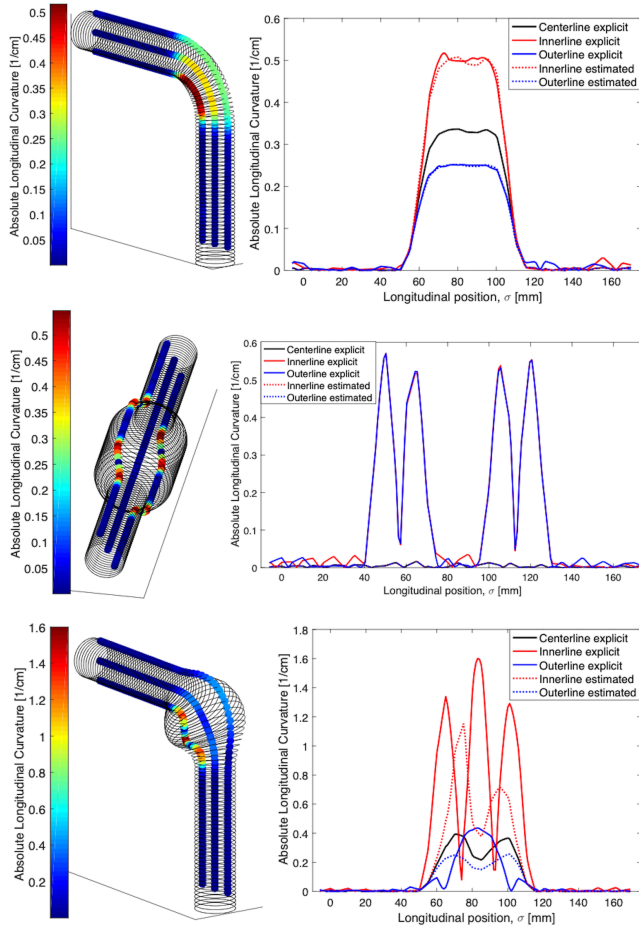 Absolute Longitudinal Curvature [1/cm]
0.5
0.45
0.4
0.35
0.3
0.25
0.2
0.15
0.1
0.05
Absolute Longitudinal Curvature [1/cm]
0.6
0.5
0.4
0.3
0.2
0.1
0
0 20 40 60 80 100 120 140 160
Longitudinal position, σ [mm]
Centerline explicit
Innerline explicit
Outerline explicit
Innerline estimated
Outerline estimated
Absolute Longitudinal Curvature [1/cm]
0.5
0.45
0.4
0.35
0.3
0.25
0.2
0.15
0.1
0.05
Absolute Longitudinal Curvature [1/cm]
0.6
0.5
0.4
0.3
0.2
0.1
0
0 20 40 60 80 100 120 140 160
Longitudinal position, σ [mm]
Centerline explicit
Innerline explicit
Outerline explicit
Innerline estimated
Outerline estimated
Absolute Longitudinal Curvature [1/cm]
1.6
1.4
1.2
1
0.8
0.6
0.4
0.2
Absolute Longitudinal Curvature [1/cm]
1.8
1.6
1.4
1.2
1
0.8
0.6
0.4
0.2
0
0 20 40 60 80 100 120 140 160
Longitudinal position, σ [mm]
Centerline explicit
Innerline explicit
Outerline explicit
Innerline estimated
Outerline estimated